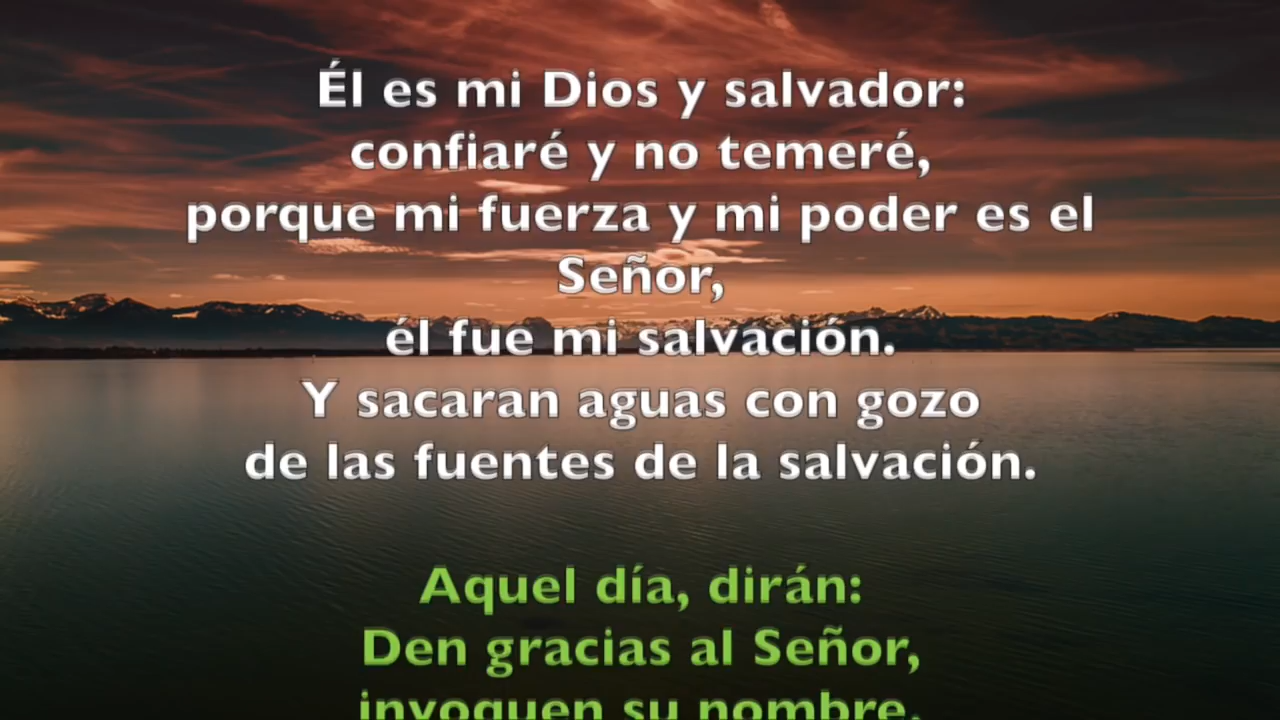 Él es mi Dios y salvador:
confiaré y no temeré,
porque mi fuerza y mi poder es el
Señor,
él fue mi salvación.
Y sacaran aguas con gozo
de las fuentes de la salvación.
Aquel día, dirán:
Den gracias al Señor,
invoquen su nombre,